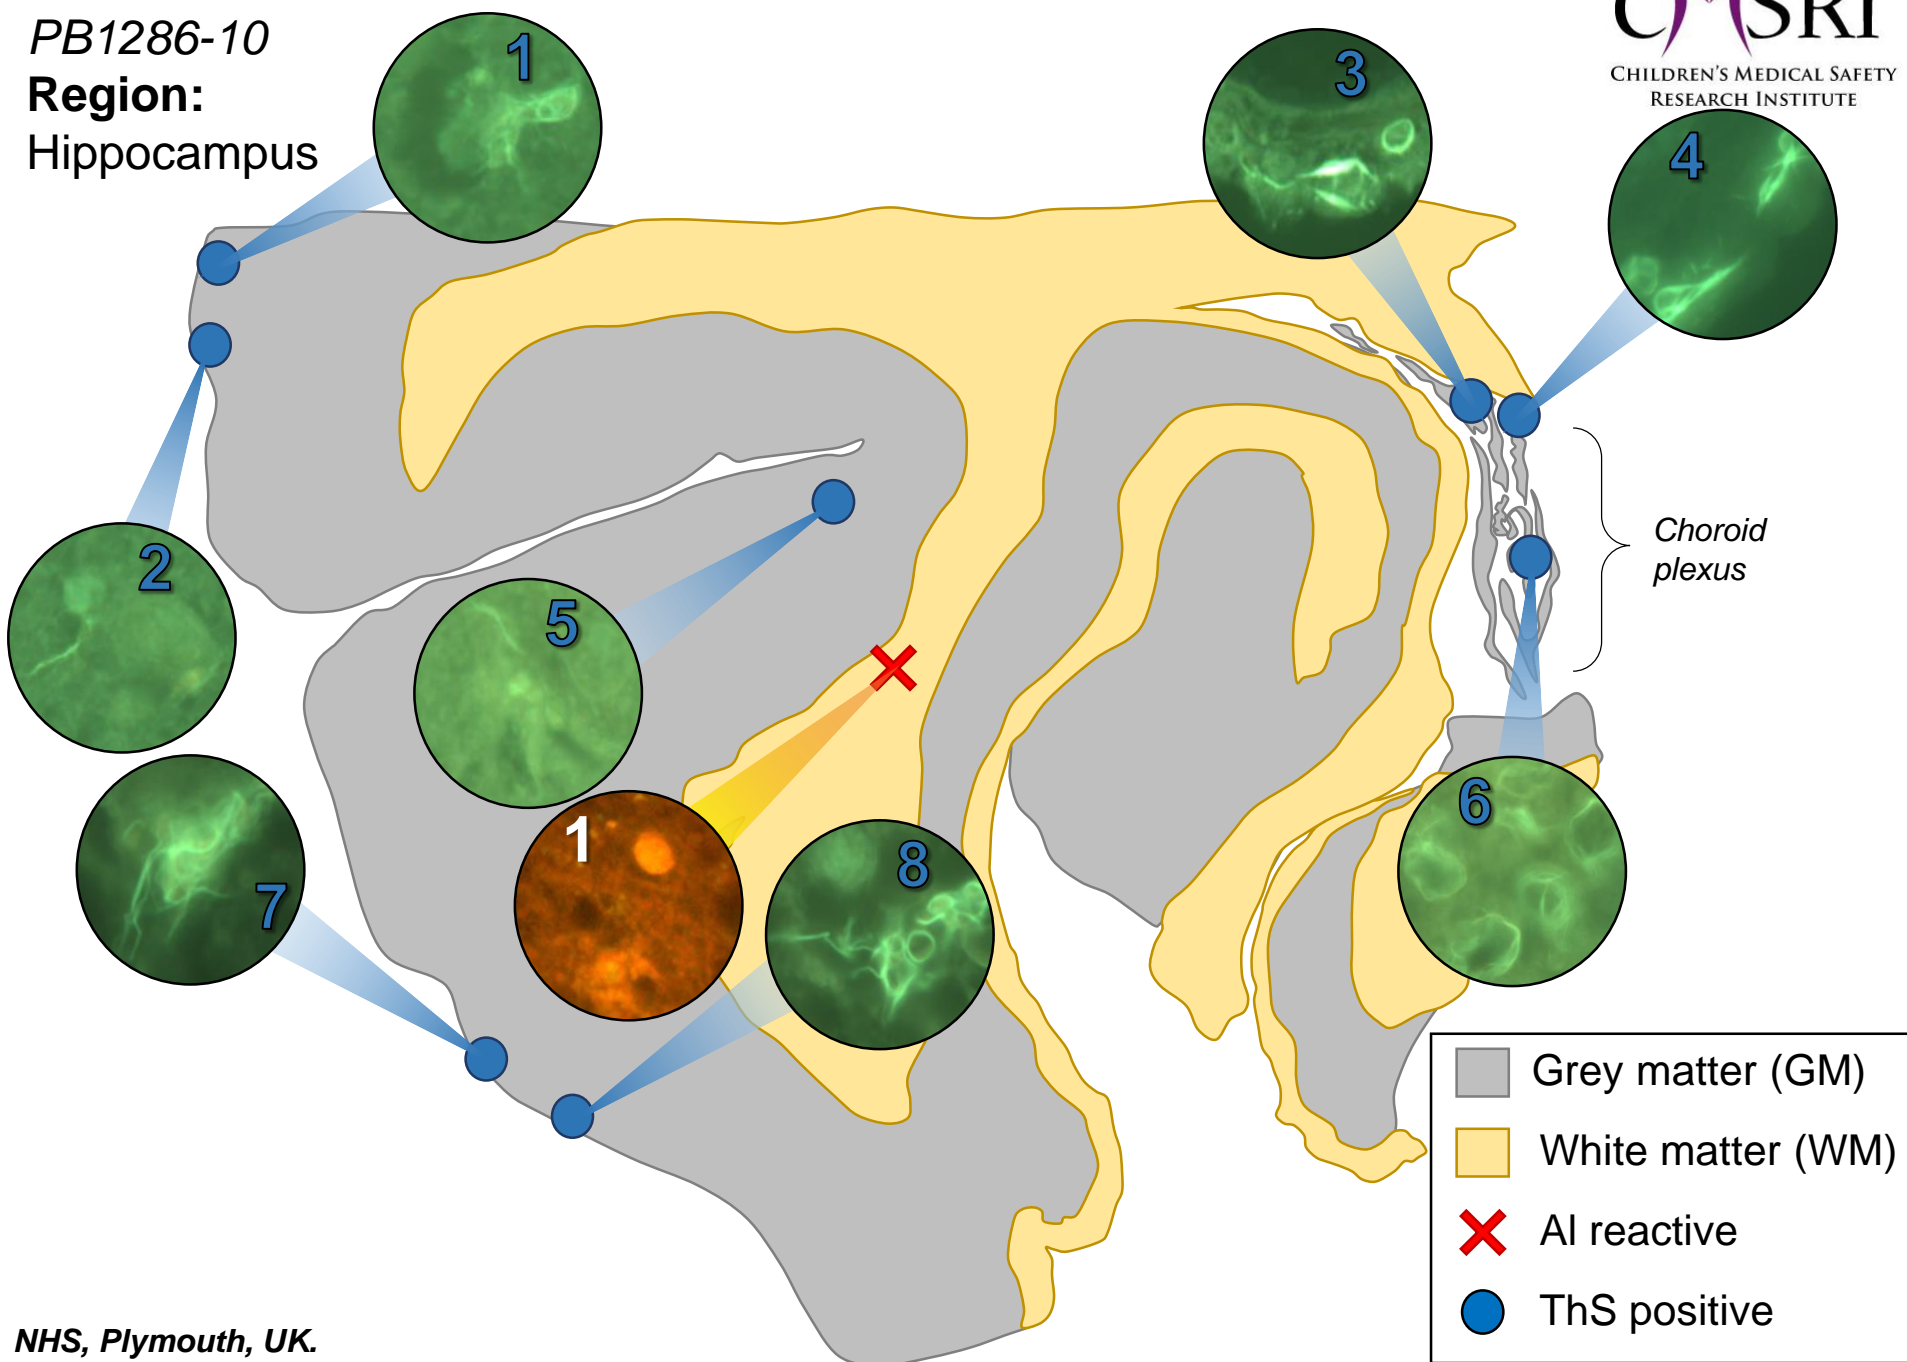 PB1286-10
Region:
Hippocampus
CMSRI
CHILDREN'S MEDICAL SAFETY
RESEARCH INSTITUTE
1
3
4
2
5
Choroid
plexus
1
8
6
7
Grey matter (GM)
White matter (WM)
Al reactive
ThS positive
NHS, Plymouth, UK.